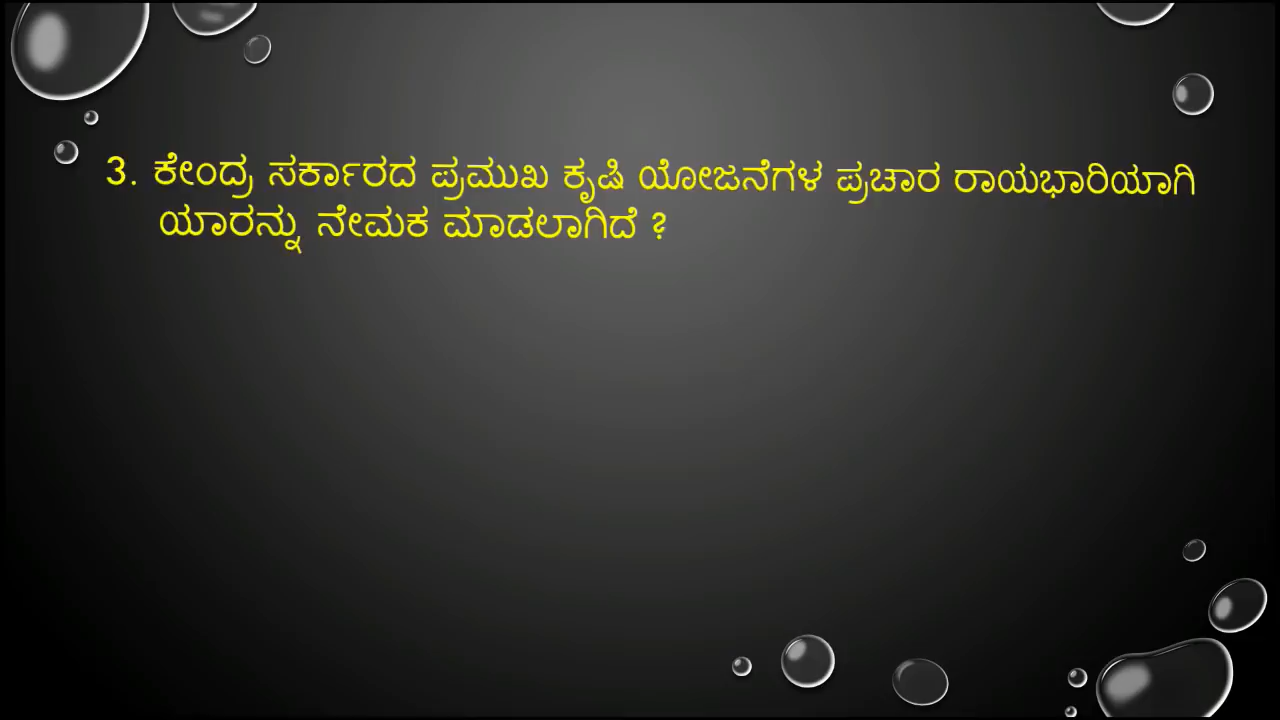 3. ಕೇಂದ್ರ ಸರ್ಕಾರದ ಪ್ರಮುಖ ಕೃಷಿ ಯೋಜನೆಗಳ ಪ್ರಚಾರ ರಾಯಭಾರಿಯಾಗಿ
ಯಾರನ್ನು ನೇಮಕ ಮಾಡಲಾಗಿದೆ ?